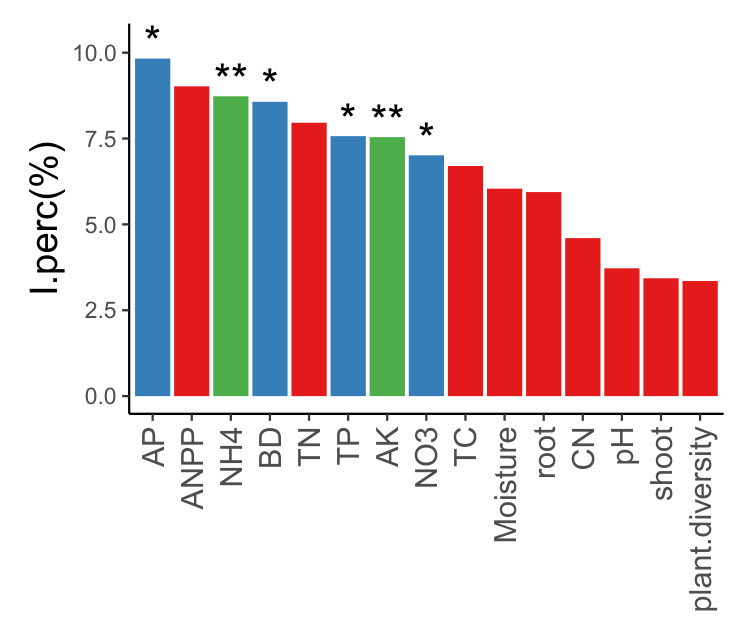 *
**
*
*
**
*
10.0
7.5
5.0
2.5
0.0
I.perc(%)
AP
ANPP
NH4
BD
TN
TP
AK
NO3
TC
Moisture
root
CN
pH
shoot
plant.diversity